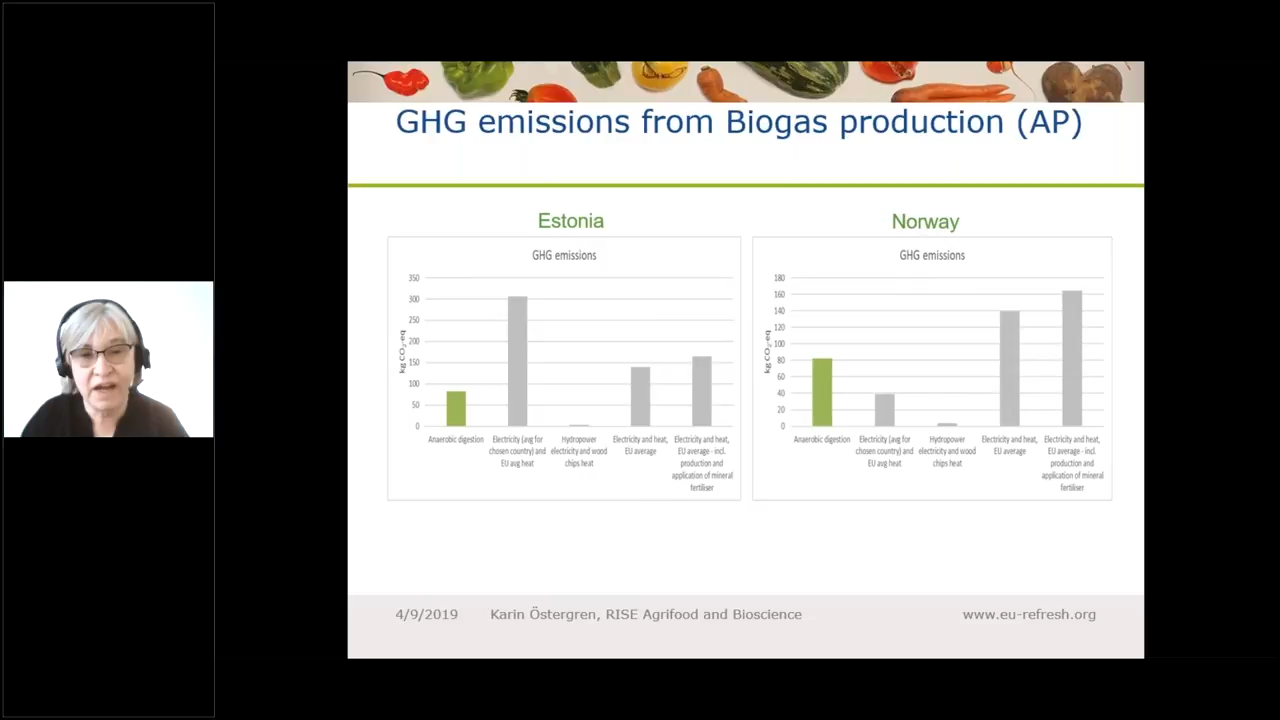 GHG emissions from Biogas production (AP)
Estonia
GHG emissions
350
300
250
200
150
100
50
0
kg CO₂-eq
Anaerobic digestion
Electricity (avg for
chosen country) and
EU avg heat
Hydropower
electricity and wood
chips heat
Electricity and heat,
EU average
Electricity and heat,
EU average - incl.
production and
application of mineral
fertiliser
Norway
GHG emissions
180
160
140
120
100
80
60
40
20
0
kg CO₂-eq
Anaerobic digestion
Electricity (avg for
chosen country) and
EU avg heat
Hydropower
electricity and wood
chips heat
Electricity and heat,
EU average
Electricity and heat,
EU average - incl.
production and
application of mineral
fertiliser
4/9/2019 Karin Östergren, RISE Agrifood and Bioscience www.eu-refresh.org